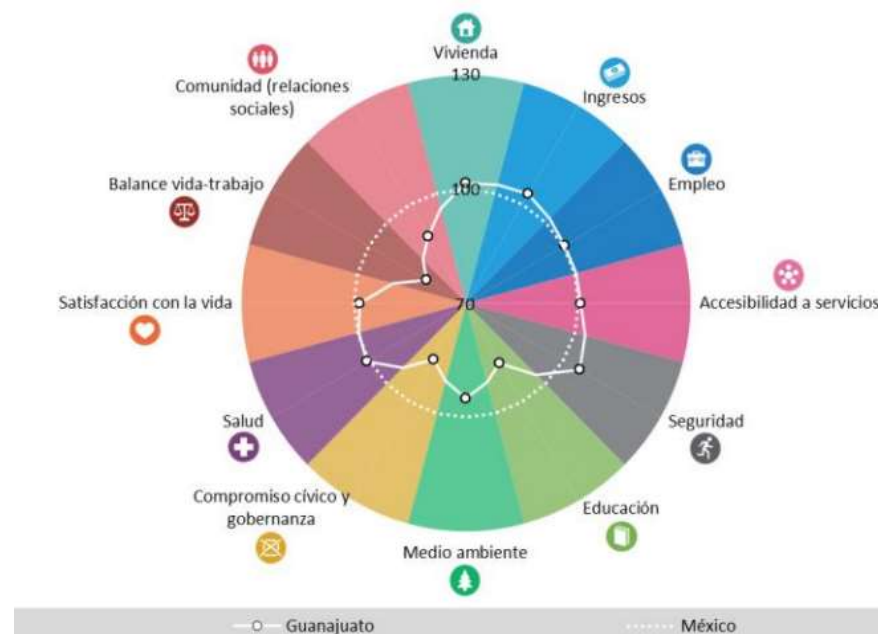 Vivienda
130
Comunidad (relaciones
sociales)
Ingresos
Balance vida-trabajo
Empleo
100
Satisfacción con la vida
70
Accesibilidad a servicios
Salud
Seguridad
Compromiso cívico y
gobernanza
Educación
Medio ambiente
Guanajuato
México